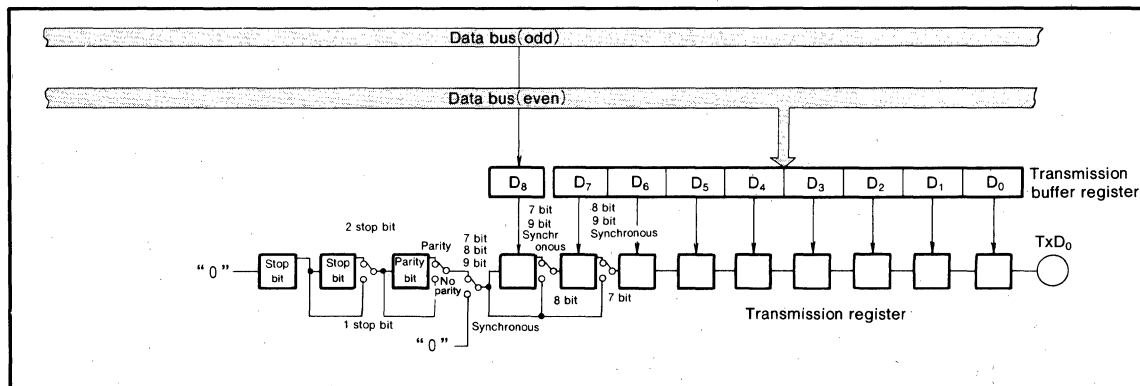 Data bus(odd)
Data bus(even)
D8 D7 D6 D5 D4 D3 D2 D1 D0
Transmission
buffer register
7 bit
9 bit
Synchr
onous
8 bit
9 bit
Synchronous
2 stop bit
Parity
7 bit
8 bit
9 bit
TxD0
“0”
Stop
bit
Stop
bit
Parity
bit
No
parity
8 bit
7 bit
1 stop bit
Synchronous
“0”
Transmission register